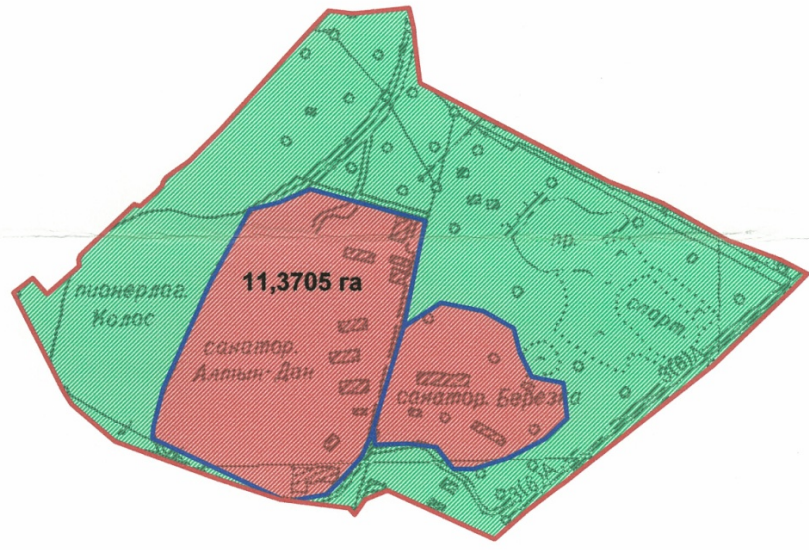 пр.
11,3705 га
пионерлаг.
Колос
спорт
санатор.
Алтын-Дан
санатор. Березка